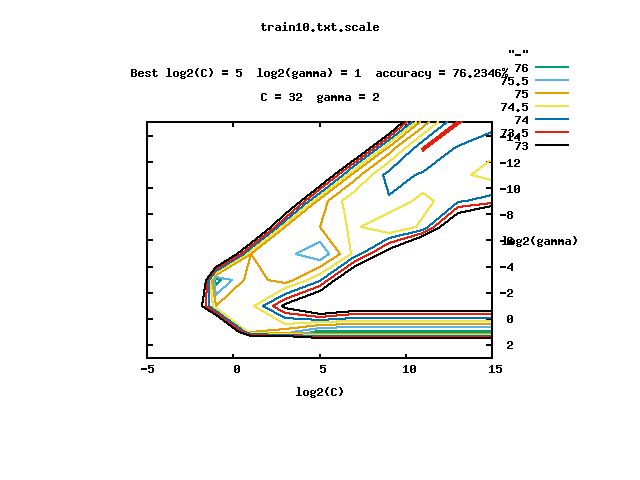 train10.txt.scale
"_"
Best log2(C) = 5  log2(gamma) = 1  accuracy = 76.2346%
76
75.5
C = 32  gamma = 2
75
74.5
74
73.5
73
-14
-12
-10
-8
-6
log2(gamma)
-4
-2
0
2
-5 0 5 10 15
log2(C)